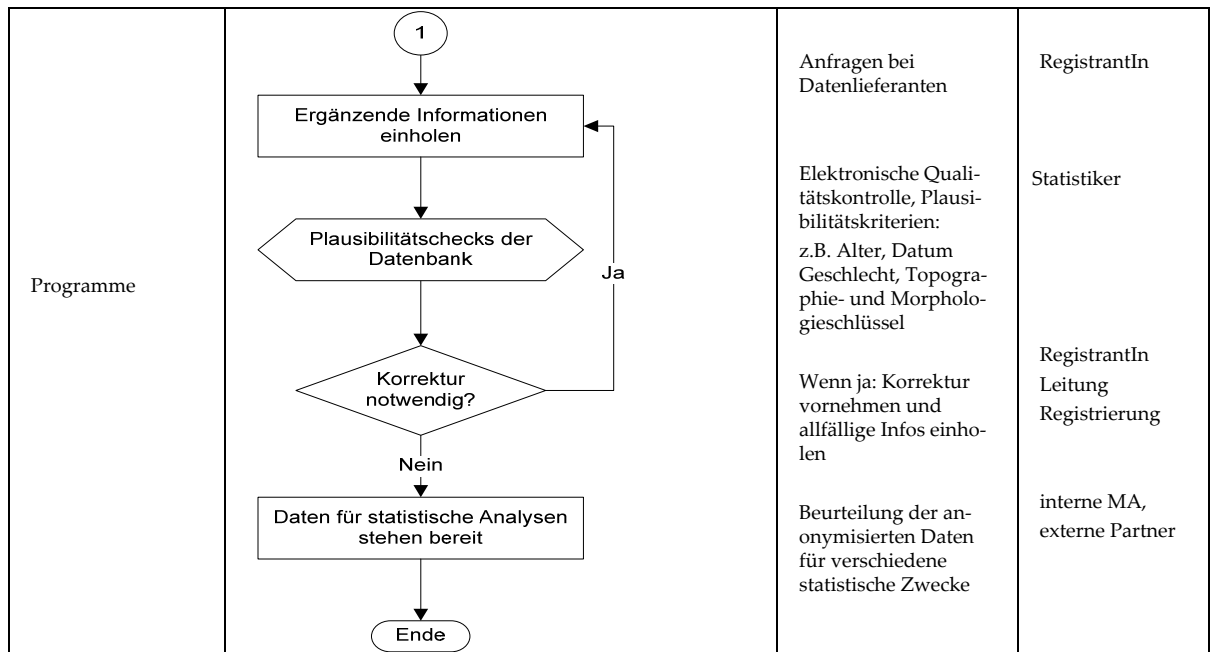 Programme
1
Ergänzende Informationen
einholen
Plausibilitätschecks der
Datenbank
Ja
Korrektur
notwendig?
Nein
Daten für statistische Analysen
stehen bereit
Ende
Anfragen bei
Datenlieferanten
Elektronische Quali-
tätskontrolle, Plausi-
bilitätskriterien:
z.B. Alter, Datum
Geschlecht, Topogra-
phie- und Morpholo-
gieschlüssel
Wenn ja: Korrektur
vornehmen und
allfällige Infos einho-
len
Beurteilung der an-
onymisierten Daten
für verschiedene
statistische Zwecke
RegistrantIn
Statistiker
RegistrantIn
Leitung
Registrierung
interne MA,
externe Partner